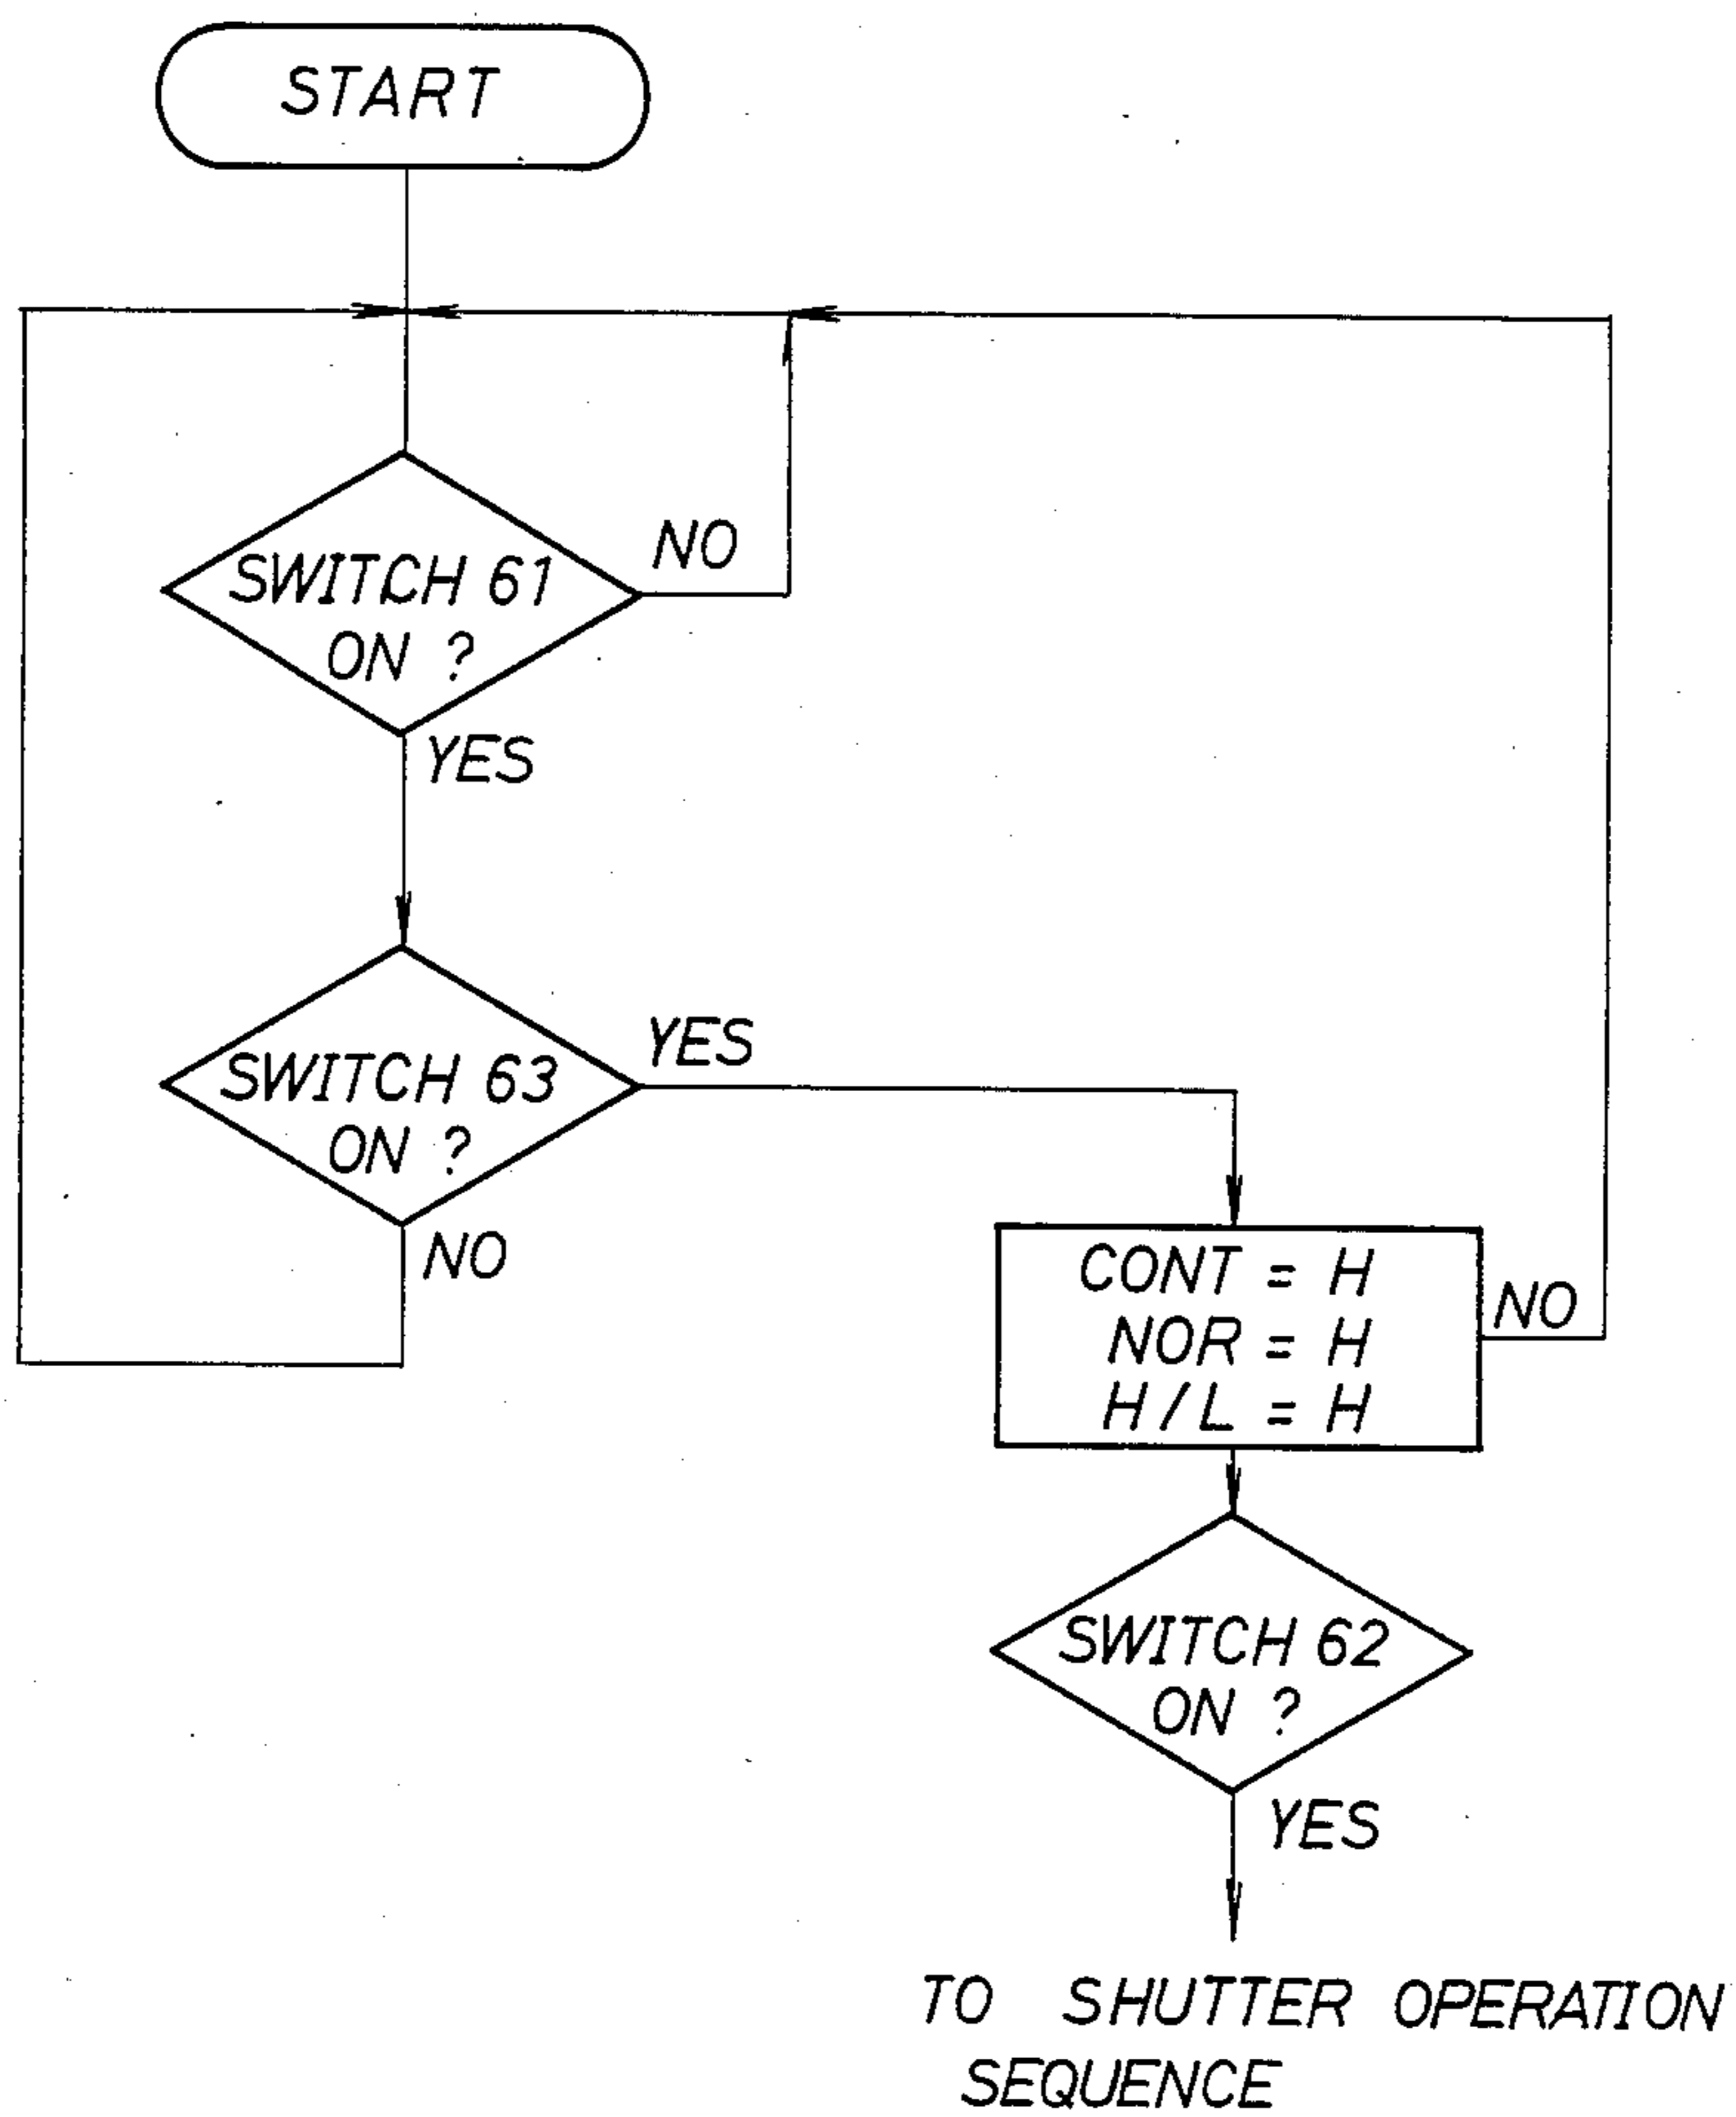 START
SWITCH 61
ON ?
NO
YES
SWITCH 63
ON ?
YES
NO
CONT = H
NOR = H
H/L = H
NO
SWITCH 62
ON ?
YES
TO SHUTTER OPERATION
SEQUENCE